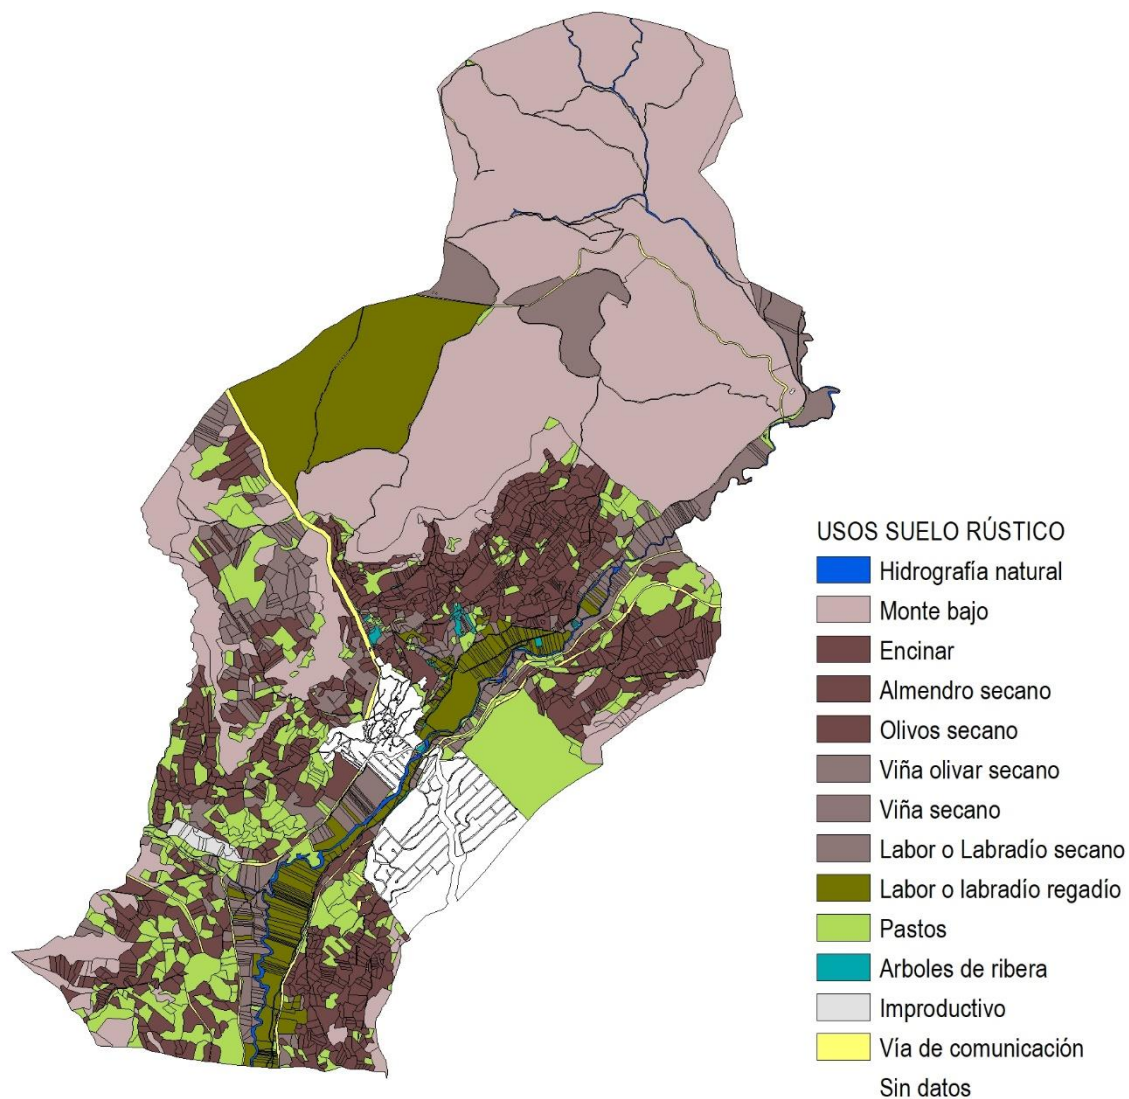 USOS SUELO RÚSTICO
Hidrografía natural
Monte bajo
Encinar
Almendro secano
Olivos secano
Viña olivar secano
Viña secano
Labor o Labradío secano
Labor o labradío regadío
Pastos
Arboles de ribera
Improductivo
Vía de comunicación
Sin datos